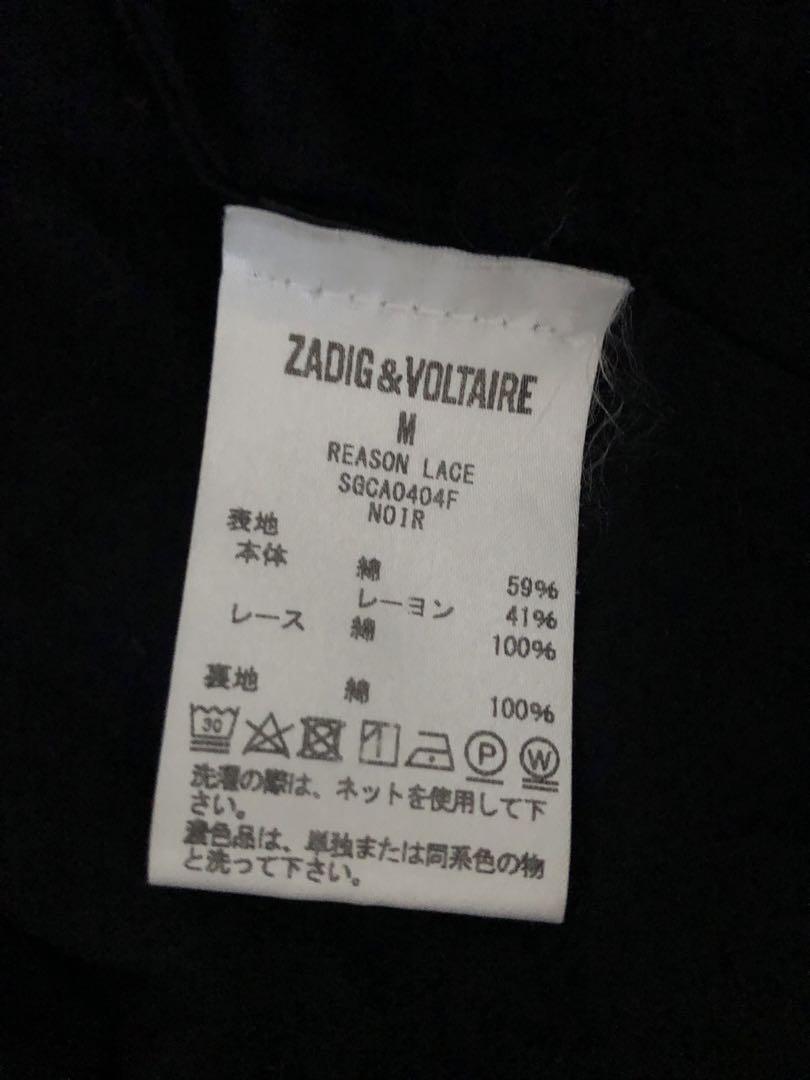 ZADIG&VOLTAIRE
M
REASON LACE
SGCA0404F
NOIR
表地
本体 綿 59%
レーヨン 41%
レース 綿 100%
裏地 綿 100%
30 P W
洗濯の際は、ネットを使用して下
さい。
濃色品は、単独または同系色の物
と洗って下さい。